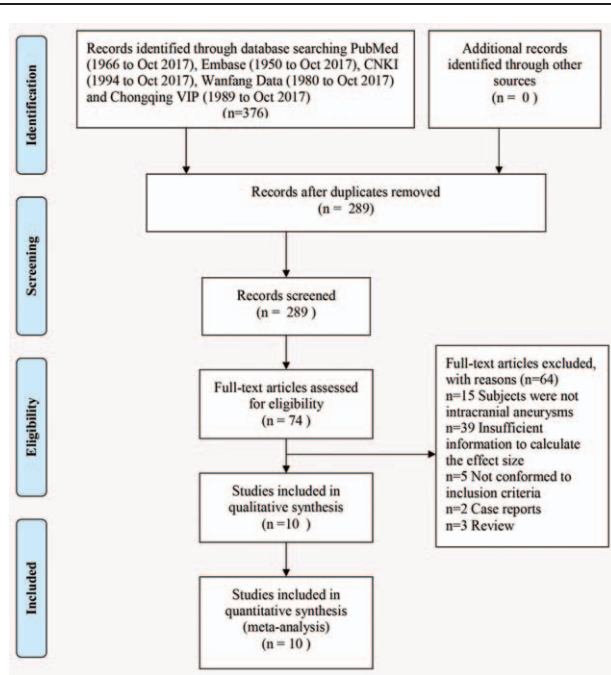 Identification
Records identified through database searching PubMed
(1966 to Oct 2017), Embase (1950 to Oct 2017), CNKI
(1994 to Oct 2017), Wanfang Data (1980 to Oct 2017)
and Chongqing VIP (1989 to Oct 2017)
(n=376)
Additional records
identified through other
sources
(n = 0 )
Records after duplicates removed
(n = 289)
Screening
Records screened
(n = 289 )
Eligibility
Full-text articles assessed
for eligibility
(n = 74 )
Full-text articles excluded,
with reasons (n=64)
n=15 Subjects were not
intracranial aneurysms
n=39 Insufficient
information to calculate
the effect size
n=5 Not conformed to
inclusion criteria
n=2 Case reports
n=3 Review
Studies included in
qualitative synthesis
(n =10 )
Included
Studies included in
quantitative synthesis
(meta-analysis)
(n = 10 )